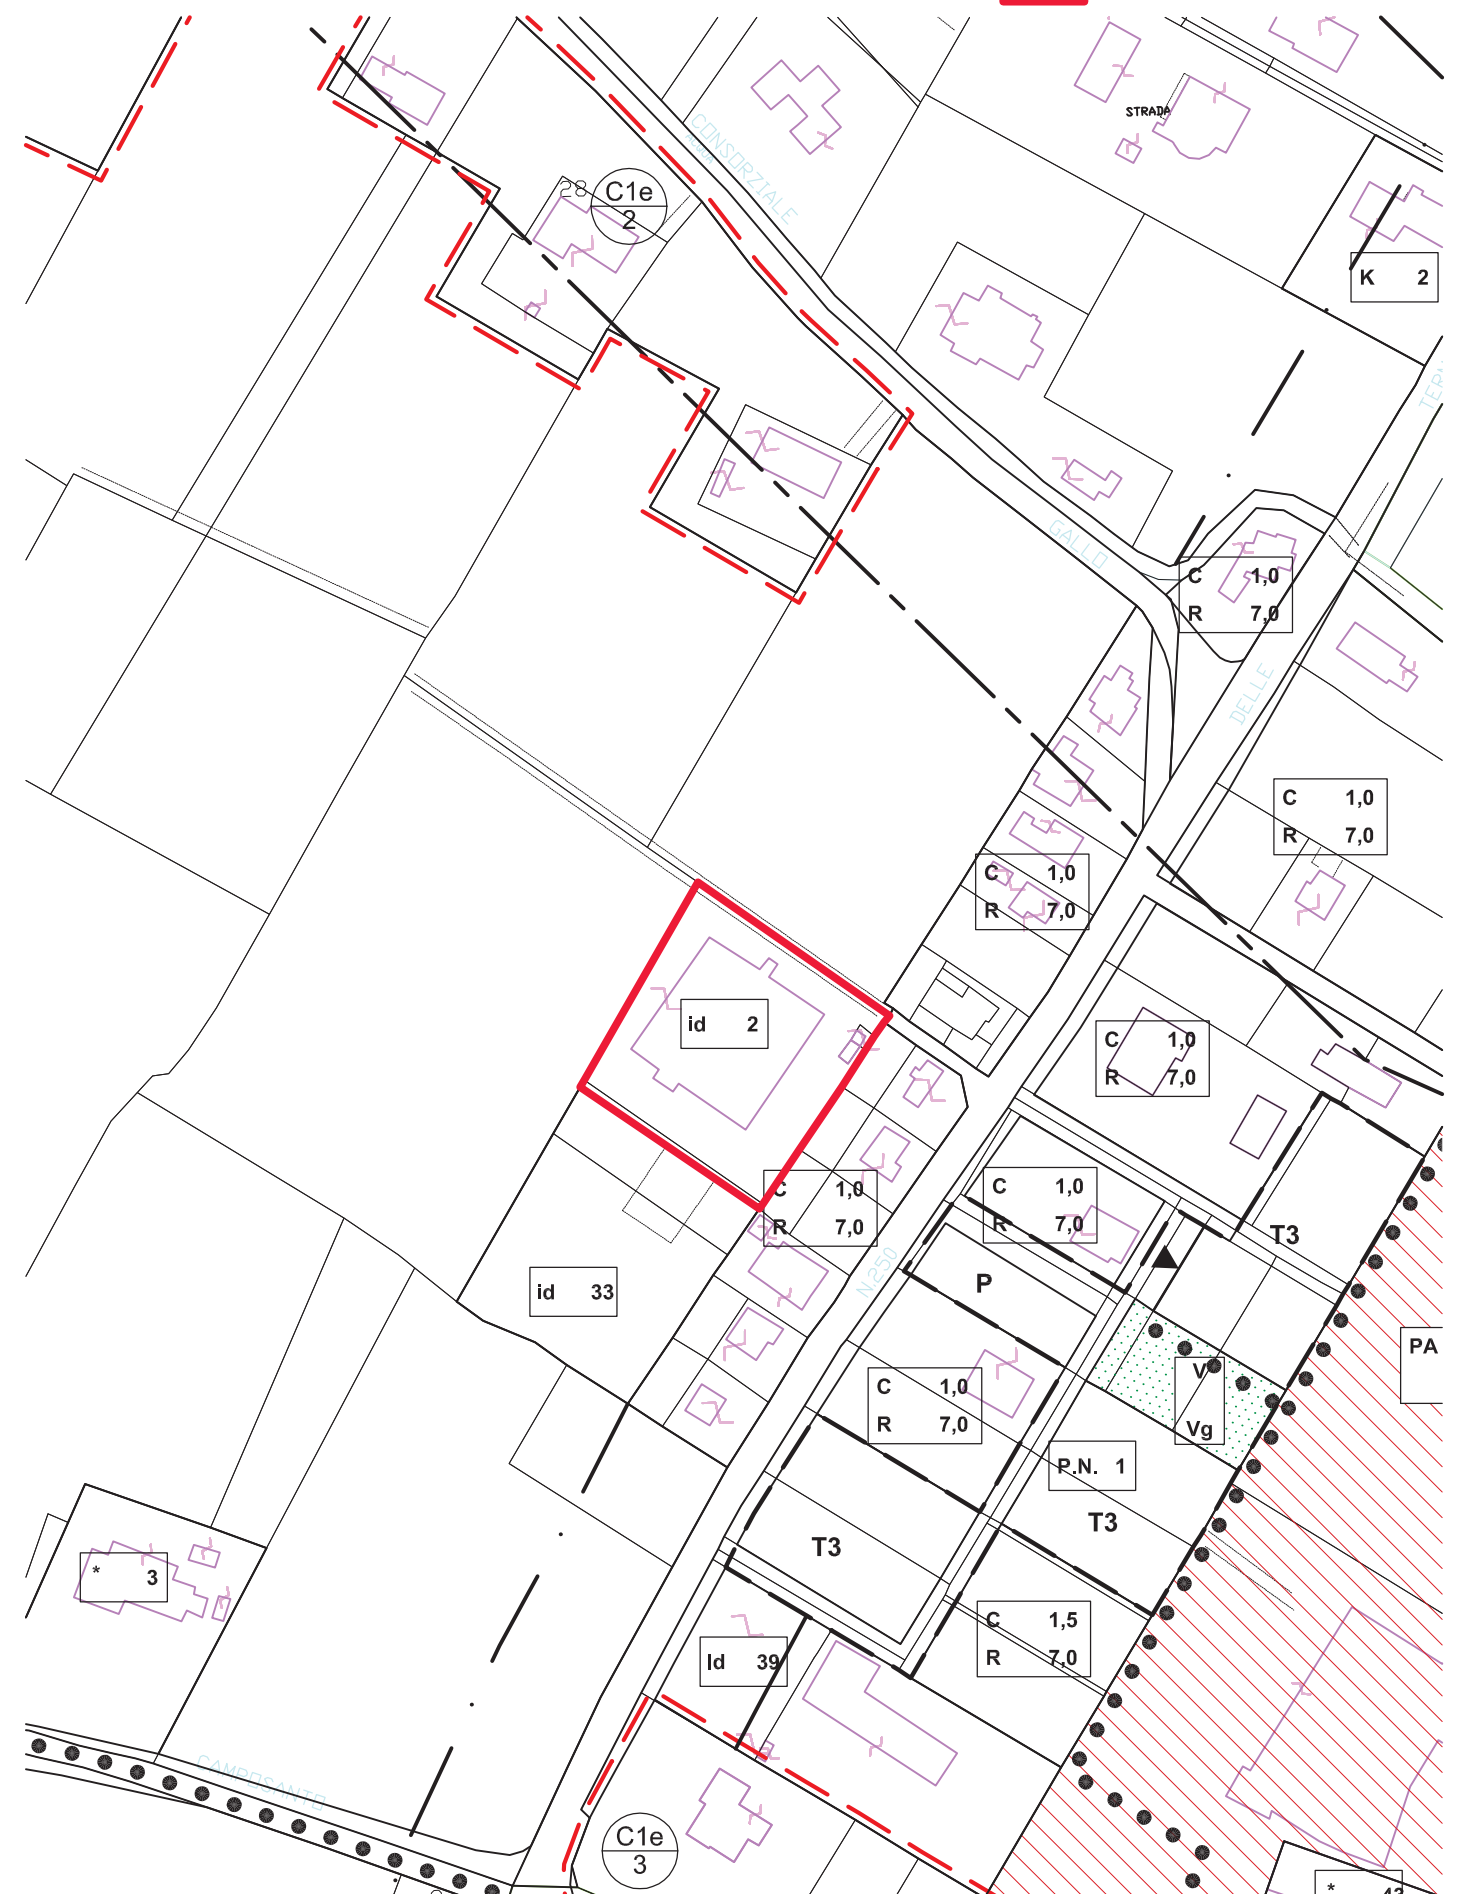 STRADA
CONSORZIALE
28
C1e
2
K 2
TERN
GALLO
C 1,0
R 7,0
DELLE
C 1,0
R 7,0
C 1,0
R 7,0
id 2
C 1,0
R 7,0
C 1,0
R 7,0
C 1,0
R 7,0
T3
N.250
P
id 33
PA
V
Vg
C 1,0
R 7,0
P.N. 1
T3
T3
* 3
C 1,5
R 7,0
Id 39
CAMPOSANTO
C1e
3
* 43